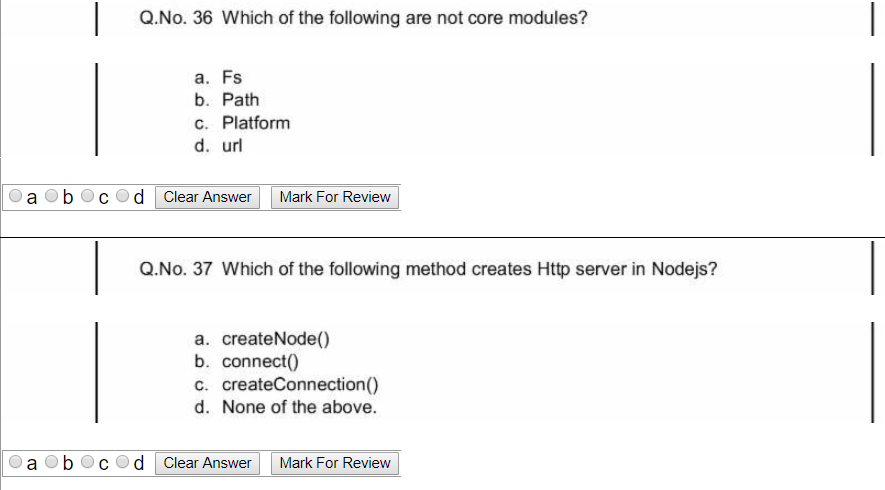 Q.No. 36 Which of the following are not core modules?
a. Fs
b. Path
c. Platform
d. url
a b c d Clear Answer Mark For Review
Q.No. 37 Which of the following method creates Http server in Nodejs?
a. createNode()
b. connect()
c. createConnection()
d. None of the above.
a b c d Clear Answer Mark For Review